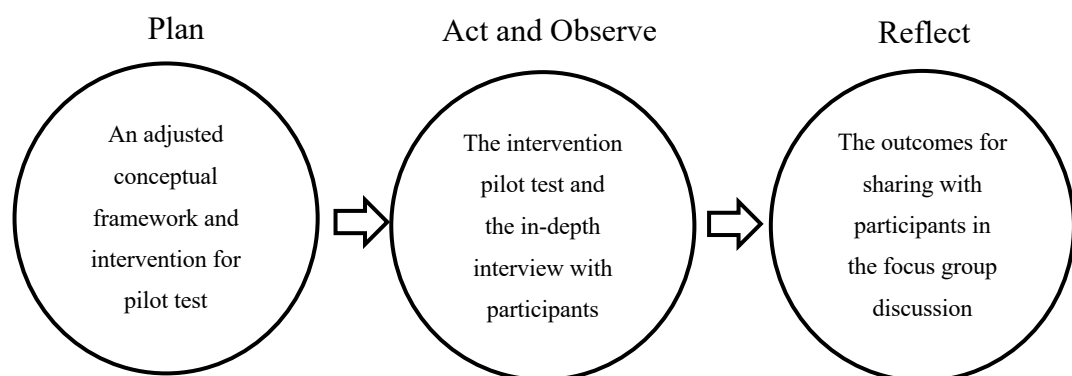 Plan
An adjusted
conceptual
framework and
intervention for
pilot test
Act and Observe
The intervention
pilot test and
the in-depth
interview with
participants
Reflect
The outcomes for
sharing with
participants in
the focus group
discussion